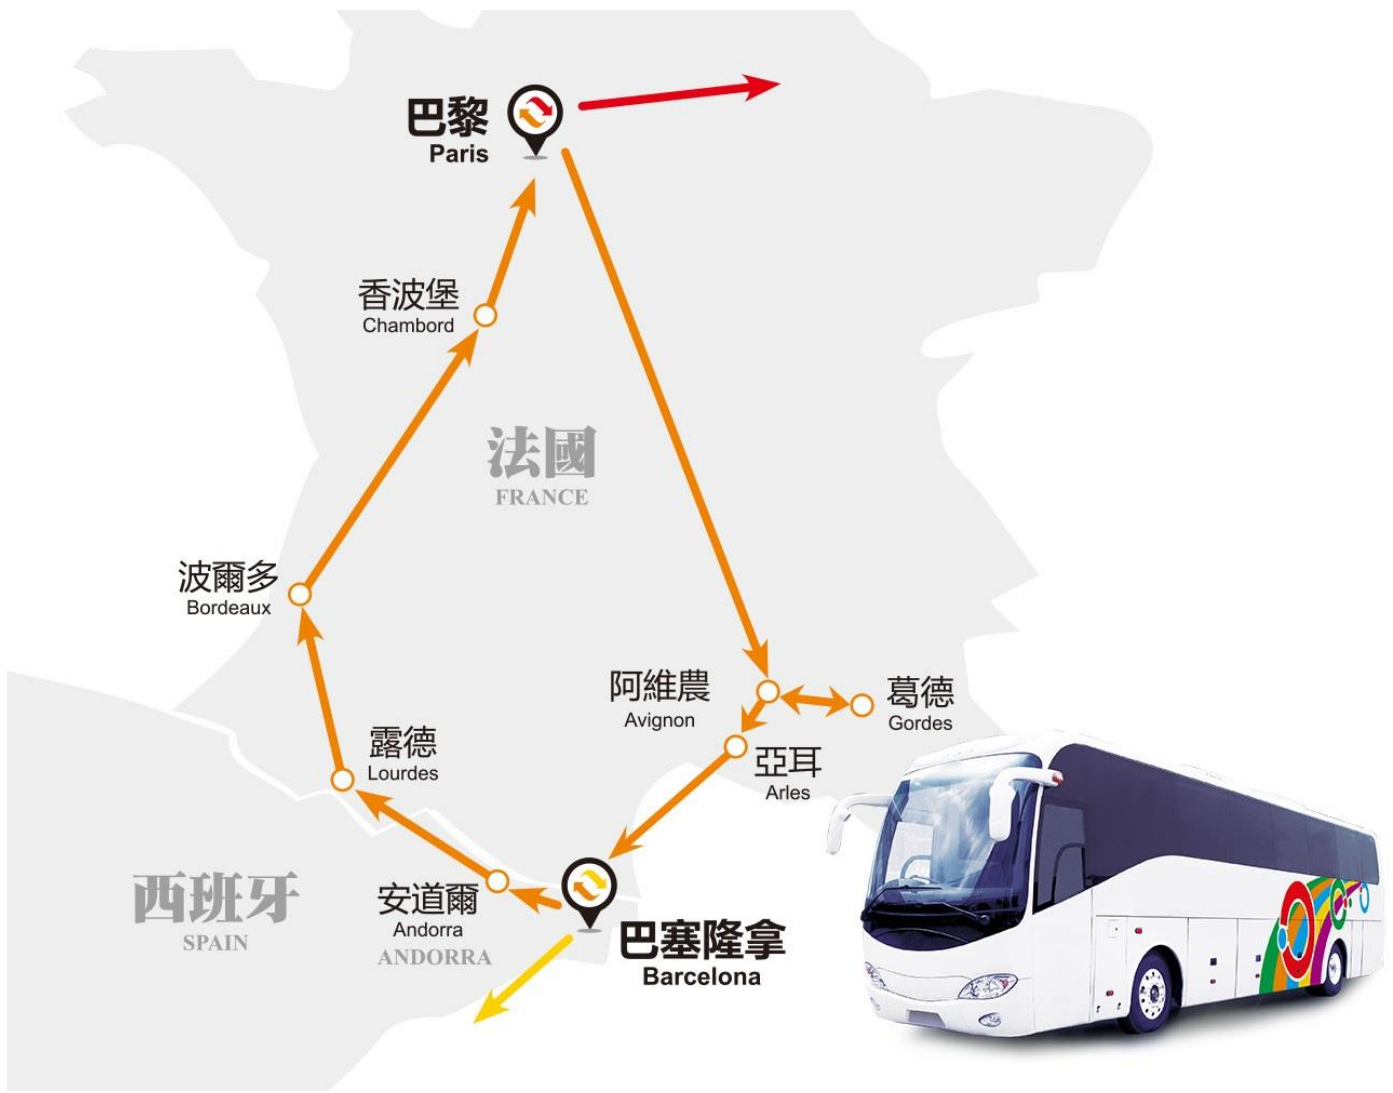 巴黎
Paris
香波堡
Chambord
法國
FRANCE
波爾多
Bordeaux
阿維農
Avignon
葛德
Gordes
露德
Lourdes
亞耳
Arles
西班牙
SPAIN
安道爾
Andorra
ANDORRA
巴塞隆拿
Barcelona